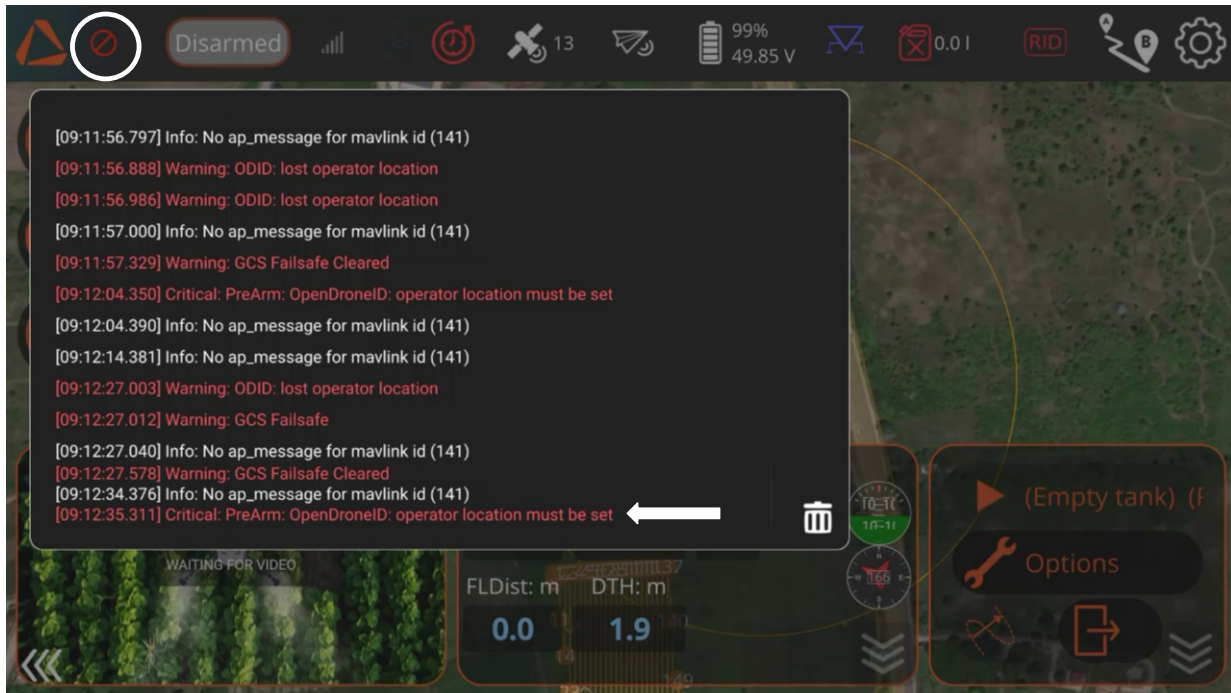 Disarmed
13
99%
49.85 V
0.0 l
RID
A
B
[09:11:56.797] Info: No ap_message for mavlink id (141)
[09:11:56.888] Warning: ODID: lost operator location
[09:11:56.986] Warning: ODID: lost operator location
[09:11:57.000] Info: No ap_message for mavlink id (141)
[09:11:57.329] Warning: GCS Failsafe Cleared
[09:12:04.350] Critical: PreArm: OpenDroneID: operator location must be set
[09:12:04.390] Info: No ap_message for mavlink id (141)
[09:12:14.381] Info: No ap_message for mavlink id (141)
[09:12:27.003] Warning: ODID: lost operator location
[09:12:27.012] Warning: GCS Failsafe
[09:12:27.040] Info: No ap_message for mavlink id (141)
[09:12:27.578] Warning: GCS Failsafe Cleared
[09:12:34.376] Info: No ap_message for mavlink id (141)
[09:12:35.311] Critical: PreArm: OpenDroneID: operator location must be set
WAITING FOR VIDEO
FLDist: m DTH: m
0.0 1.9
N
W 166 E
(Empty tank) (F
Options